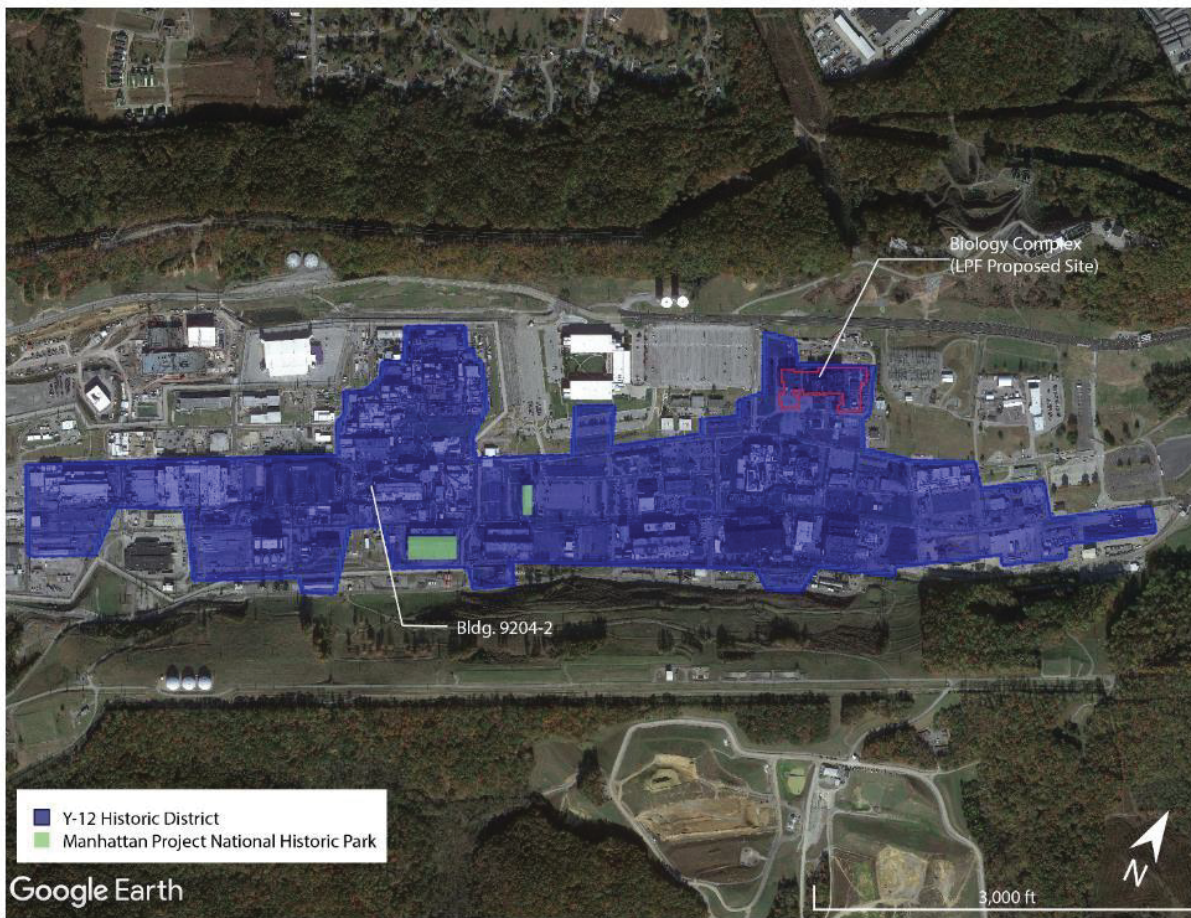 Biology Complex
(LPF Proposed Site)
Bldg. 9204-2
Y-12 Historic District
Manhattan Project National Historic Park
Google Earth
N
3,000 ft